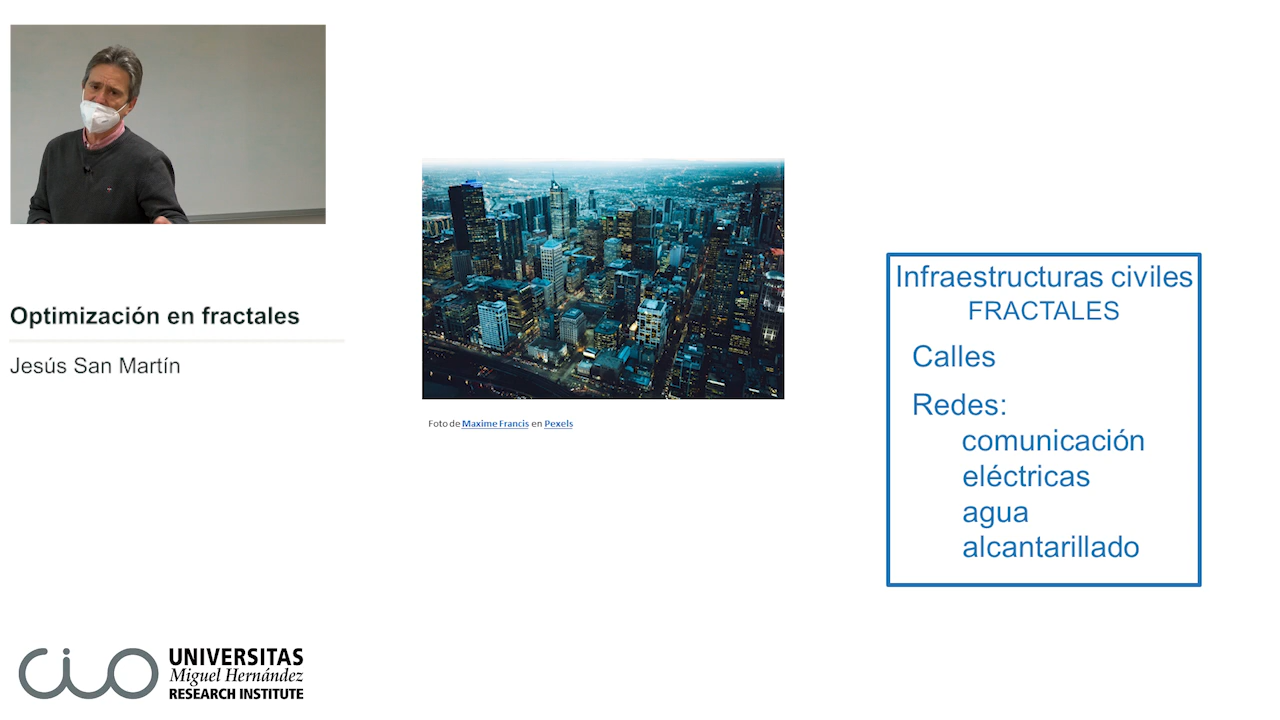 Optimización en fractales
Jesús San Martín
Foto de Maxime Francis en Pexels
Infraestructuras civiles
FRACTALES
Calles
Redes:
comunicación
eléctricas
agua
alcantarillado
cio
UNIVERSITAS
Miguel Hernández
RESEARCH INSTITUTE